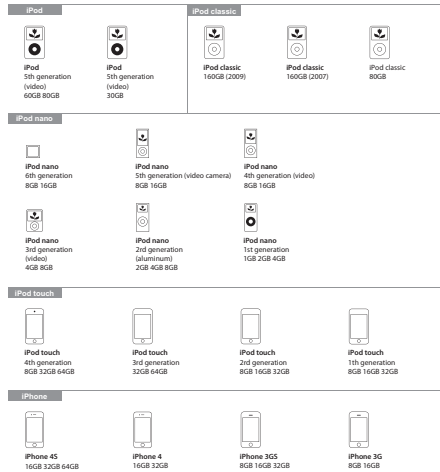 iPod
iPod classic
iPod
5th generation
(video)
60GB 80GB
iPod
5th generation
(video)
30GB
iPod classic
160GB (2009)
iPod classic
160GB (2007)
iPod classic
80GB
iPod nano
iPod nano
6th generation
8GB 16GB
iPod nano
5th generation (video camera)
8GB 16GB
iPod nano
4th generation (video)
8GB 16GB
iPod nano
3rd generation
(video)
4GB 8GB
iPod nano
2rd generation
(aluminum)
2GB 4GB 8GB
iPod nano
1st generation
1GB 2GB 4GB
iPod touch
iPod touch
4th generation
8GB 32GB 64GB
iPod touch
3rd generation
32GB 64GB
iPod touch
2rd generation
8GB 16GB 32GB
iPod touch
1th generation
8GB 16GB 32GB
iPhone
iPhone 4S
16GB 32GB 64GB
iPhone 4
16GB 32GB
iPhone 3GS
8GB 16GB 32GB
iPhone 3G
8GB 16GB